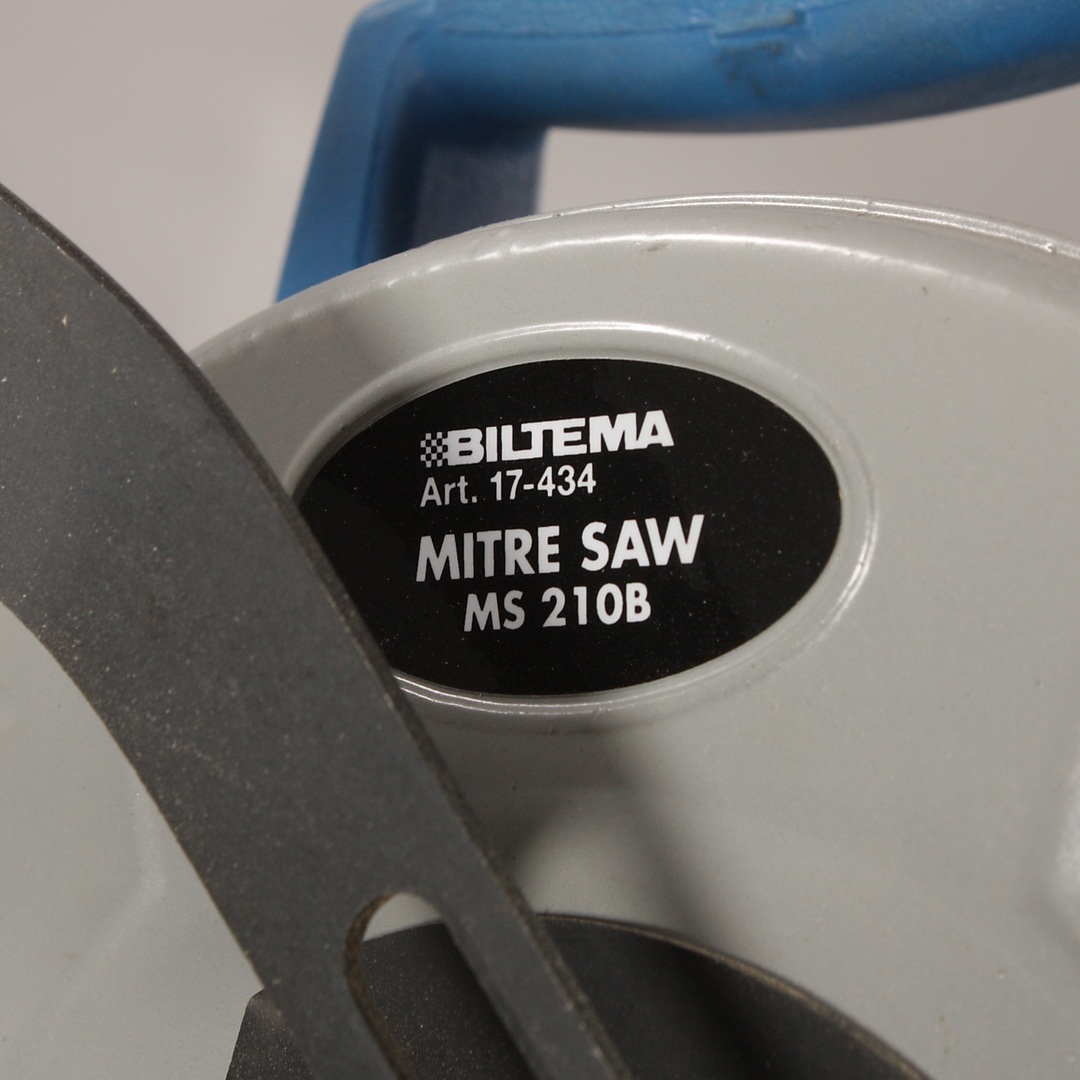 BILTEMA
Art. 17-434
MITRE SAW
MS 210B